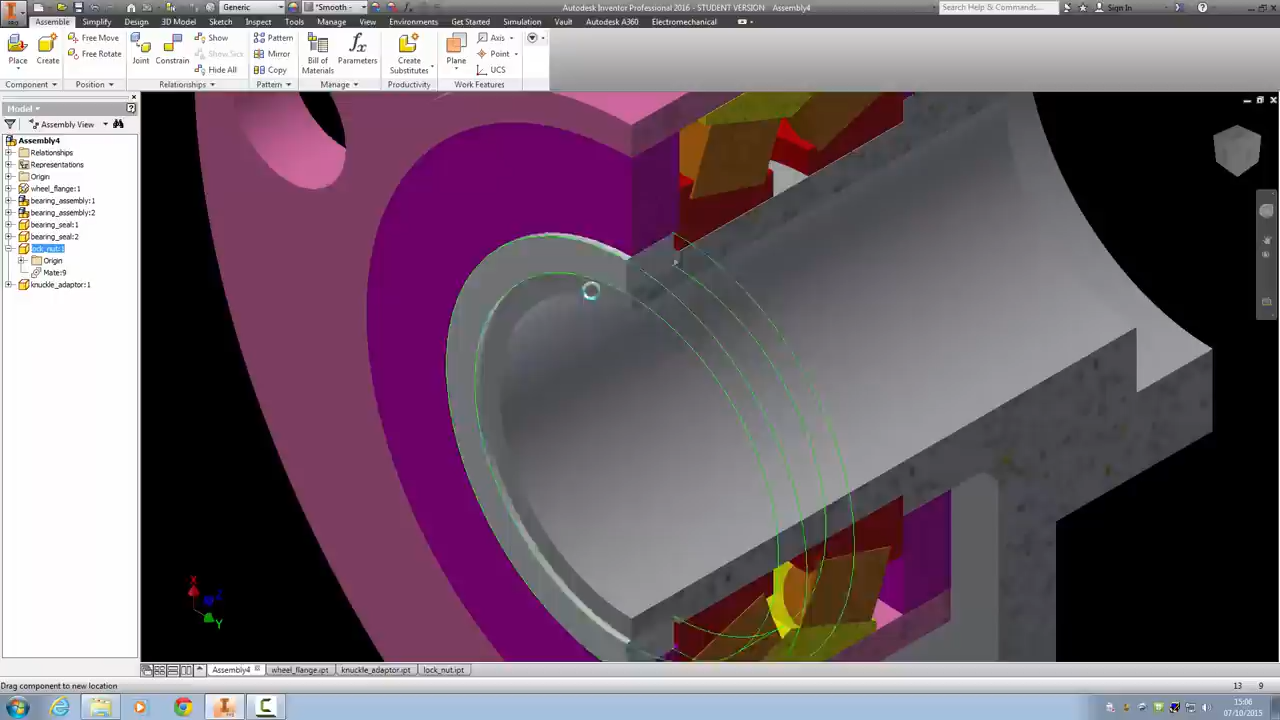 Generic
*Smooth
Autodesk Inventor Professional 2016 - STUDENT VERSION
Assembly4
Search Help & Commands...
Sign In
Assemble
Simplify
Design
3D Model
Sketch
Inspect
Tools
Manage
View
Environments
Get Started
Simulation
Vault
Autodesk A360
Electromechanical
Place
Create
Free Move
Free Rotate
Joint
Constrain
Show
Show Sick
Hide All
Pattern
Mirror
Copy
Bill of
Materials
Parameters
Create
Substitutes
Plane
Axis
Point
UCS
Component
Position
Relationships
Pattern
Manage
Productivity
Work Features
Model
Assembly View
Assembly4
Relationships
Representations
Origin
wheel_flange:1
bearing_assembly:1
bearing_assembly:2
bearing_seal:1
bearing_seal:2
lock_nut:1
Origin
Mate:9
knuckle_adaptor:1
X
Z
Y
Assembly4
wheel_flange.ipt
knuckle_adaptor.ipt
lock_nut.ipt
Drag component to new location
13 9
15:06
07/10/2015